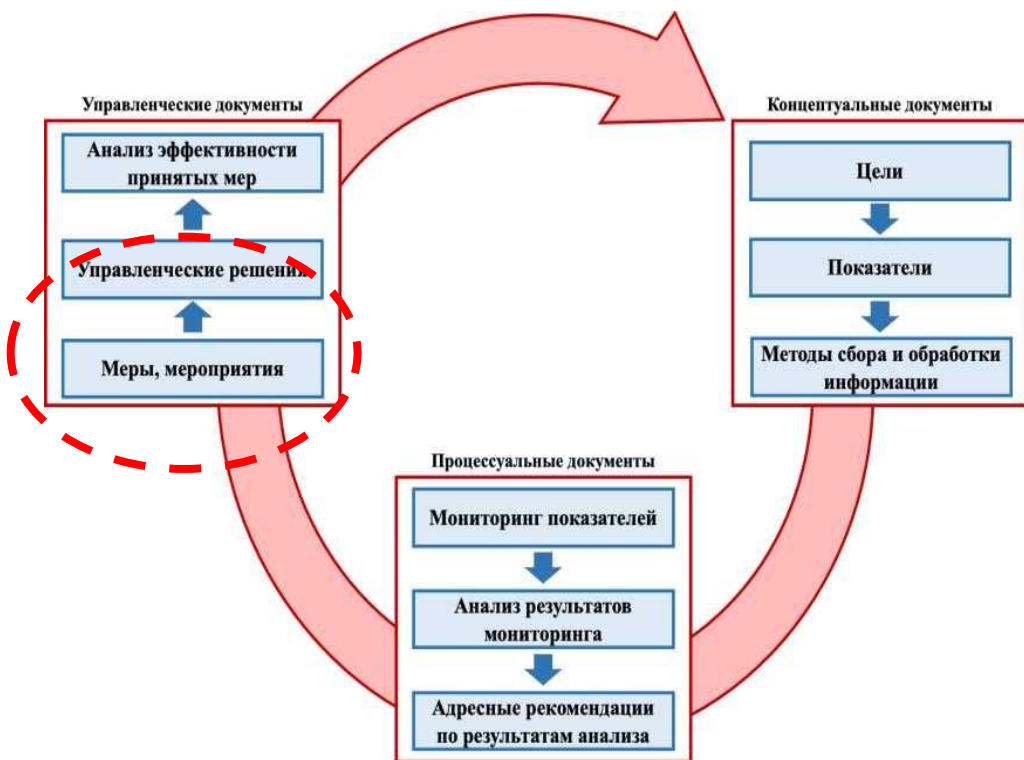 Управленческие документы
Анализ эффективности
принятых мер
Управленческие решения
Меры, мероприятия
Концептуальные документы
Цели
Показатели
Методы сбора и обработки
информации
Процессуальные документы
Мониторинг показателей
Анализ результатов
мониторинга
Адресные рекомендации
по результатам анализа